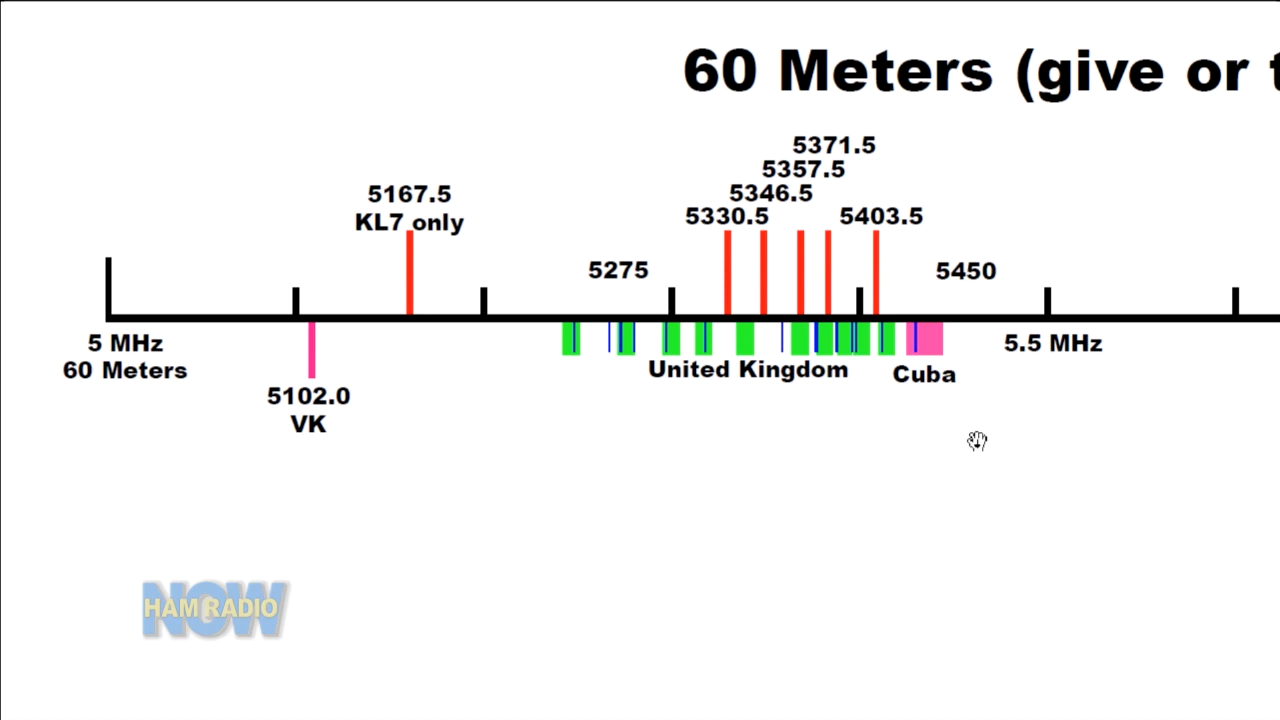 60 Meters (give or t
5371.5
5357.5
5167.5
5346.5
KL7 only
5330.5
5403.5
5275
5450
5 MHz
60 Meters
United Kingdom
Cuba
5.5 MHz
5102.0
VK
NOW
HAM RADIO